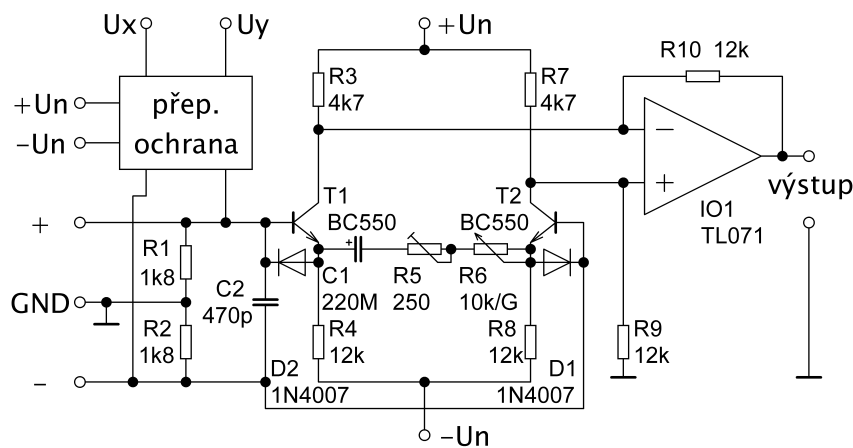 Ux
Uy
+Un
R10 12k
+Un
přep.
ochrana
R3
4k7
R7
4k7
−Un
−
+
T1
T2
výstup
IO1
TL071
+
BC550
BC550
+
R1
1k8
C2
470p
C1
220M
R5
250
R6
10k/G
GND
R2
1k8
R4
12k
R8
12k
R9
12k
-
D2
1N4007
D1
1N4007
−Un